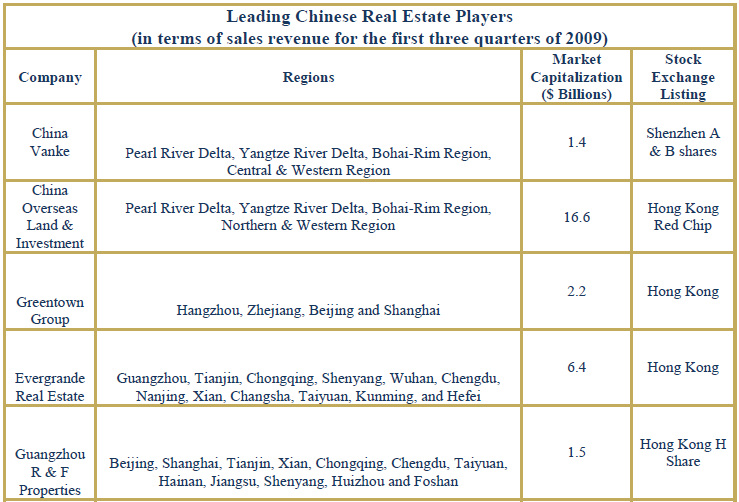 Leading Chinese Real Estate Players
(in terms of sales revenue for the first three quarters of 2009)
Company
Regions
Market
Capitalization
($ Billions)
Stock
Exchange
Listing
China
Vanke
Pearl River Delta, Yangtze River Delta, Bohai-Rim Region,
Central & Western Region
1.4
Shenzhen A
& B shares
China
Overseas
Land &
Investment
Pearl River Delta, Yangtze River Delta, Bohai-Rim Region,
Northern & Western Region
16.6
Hong Kong
Red Chip
Greentown
Group
Hangzhou, Zhejiang, Beijing and Shanghai
2.2
Hong Kong
Evergrande
Real Estate
Guangzhou, Tianjin, Chongqing, Shenyang, Wuhan, Chengdu,
Nanjing, Xian, Changsha, Taiyuan, Kunming, and Hefei
6.4
Hong Kong
Guangzhou
R & F
Properties
Beijing, Shanghai, Tianjin, Xian, Chongqing, Chengdu, Taiyuan,
Hainan, Jiangsu, Shenyang, Huizhou and Foshan
1.5
Hong Kong H
Share